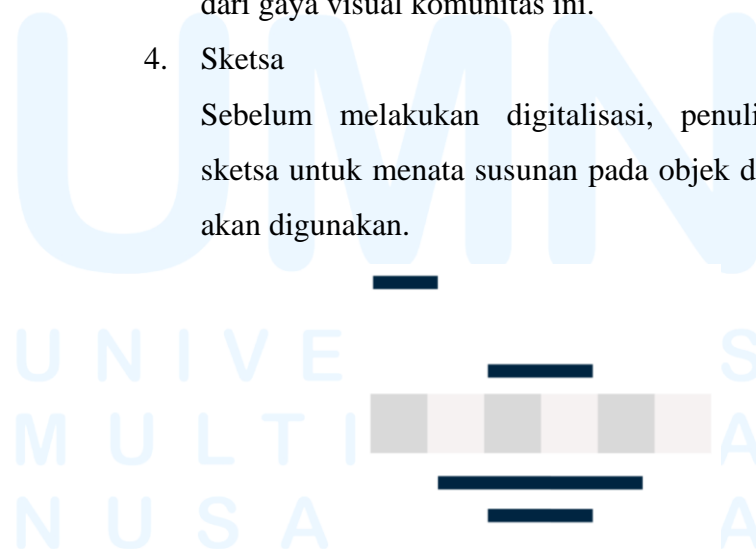 dari gaya visual komunitas ini.
4. Sketsa
Sebelum melakukan digitalisasi, penuli
sketsa untuk menata susunan pada objek d
akan digunakan.
UMN
UNIVE S
MULTI A
NUSA A